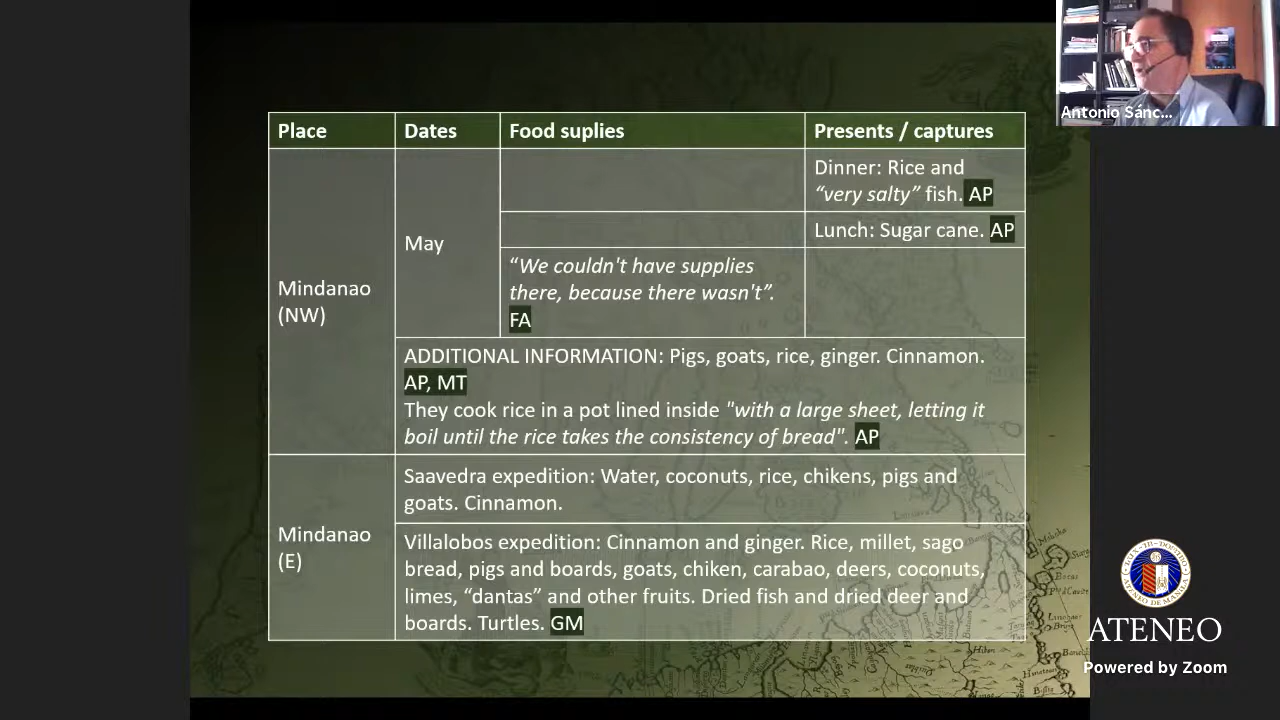 Place
Dates
Food suplies
Presents / captures
Mindanao
(NW)
May
Dinner: Rice and
“very salty” fish. AP
Lunch: Sugar cane. AP
“We couldn't have supplies
there, because there wasn't”.
FA
ADDITIONAL INFORMATION: Pigs, goats, rice, ginger. Cinnamon.
AP, MT
They cook rice in a pot lined inside "with a large sheet, letting it
boil until the rice takes the consistency of bread". AP
Mindanao
(E)
Saavedra expedition: Water, coconuts, rice, chikens, pigs and
goats. Cinnamon.
Villalobos expedition: Cinnamon and ginger. Rice, millet, sago
bread, pigs and boards, goats, chiken, carabao, deers, coconuts,
limes, “dantas” and other fruits. Dried fish and dried deer and
boards. Turtles. GM
Antonio Sánc...
ATENEO
Powered by Zoom